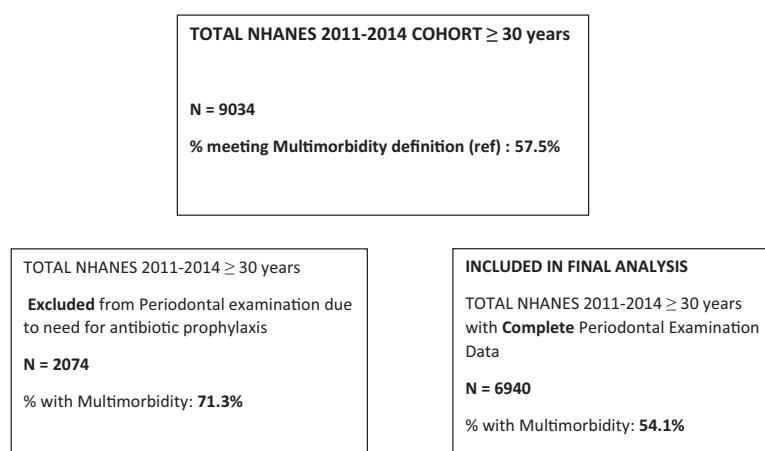 TOTAL NHANES 2011-2014 COHORT ≥ 30 years
N = 9034
% meeting Multimorbidity definition (ref) : 57.5%
TOTAL NHANES 2011-2014 ≥ 30 years
Excluded from Periodontal examination due
to need for antibiotic prophylaxis
N = 2074
% with Multimorbidity: 71.3%
INCLUDED IN FINAL ANALYSIS
TOTAL NHANES 2011-2014 ≥ 30 years
with Complete Periodontal Examination
Data
N = 6940
% with Multimorbidity: 54.1%